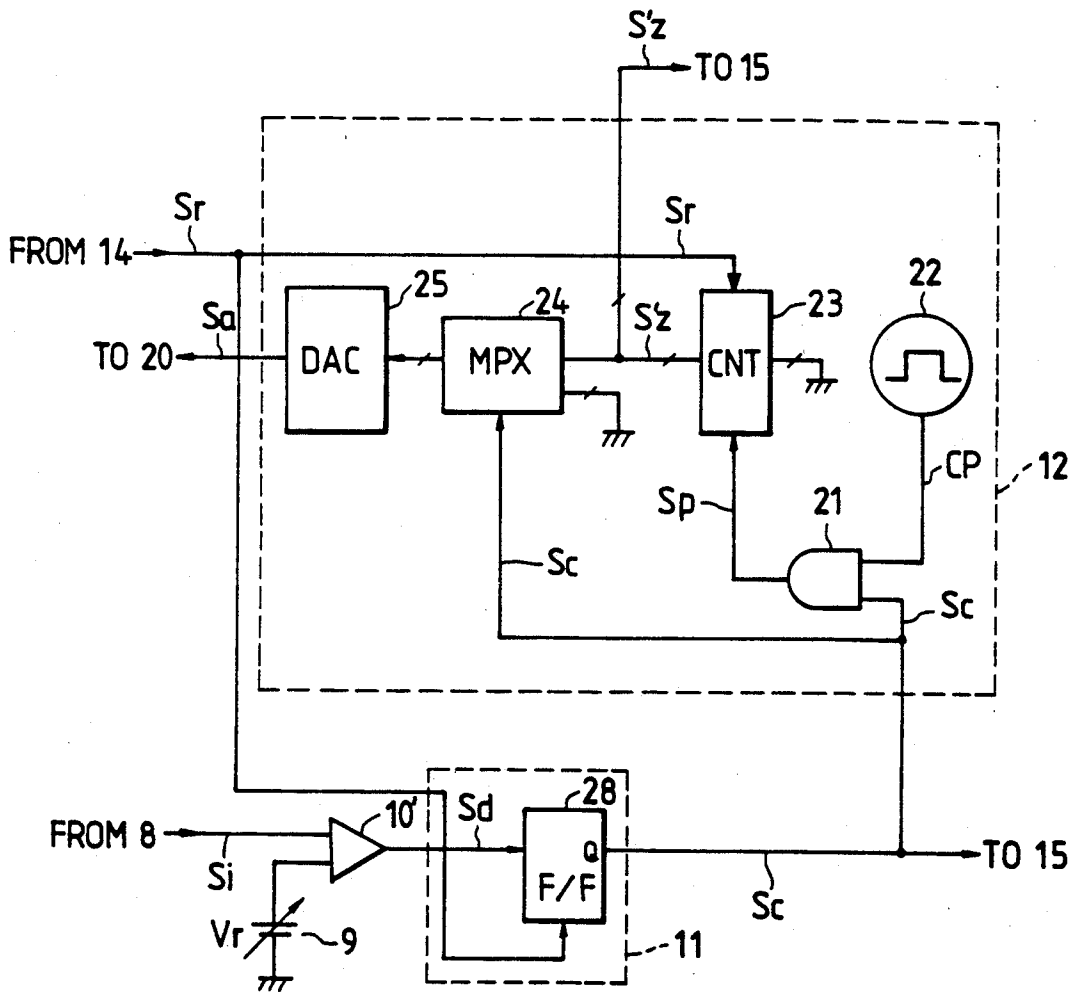 S'z
TO 15
Sr
Sr
FROM 14
25
24
S'z
23
22
Sa
TO 20
DAC
MPX
CNT
CP
12
Sp
21
Sc
Sc
10'
Sd
28
FROM 8
Si
Q
F/F
TO 15
Sc
Vr
9
11